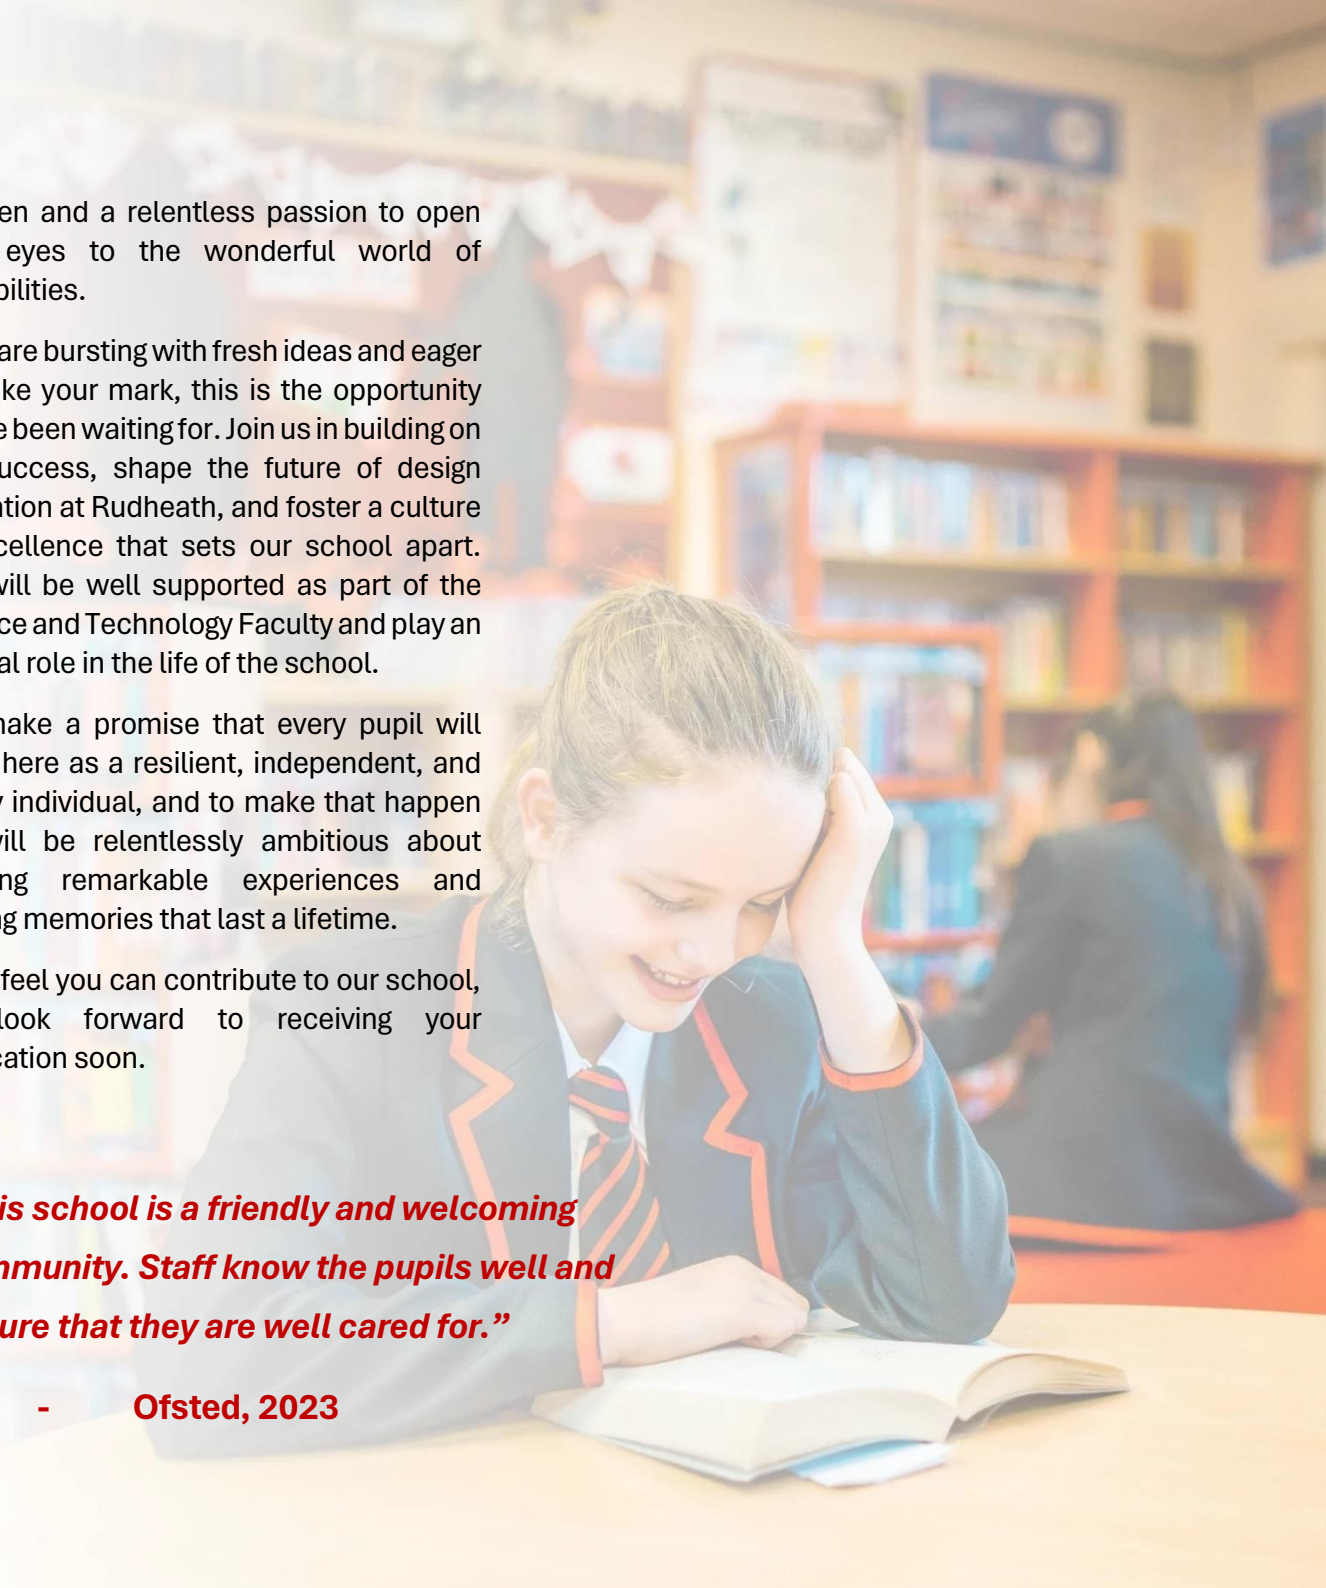 en and a relentless passion to open
eyes to the wonderful world of
bilities.
are bursting with fresh ideas and eager
ke your mark, this is the opportunity
e been waiting for. Join us in building on
uccess, shape the future of design
ation at Rudheath, and foster a culture
cellence that sets our school apart.
will be well supported as part of the
ce and Technology Faculty and play an
al role in the life of the school.
make a promise that every pupil will
here as a resilient, independent, and
y individual, and to make that happen
will be relentlessly ambitious about
ng remarkable experiences and
g memories that last a lifetime.
feel you can contribute to our school,
look forward to receiving your
cation soon.
is school is a friendly and welcoming
mmunity. Staff know the pupils well and
ure that they are well cared for.”
- Ofsted, 2023